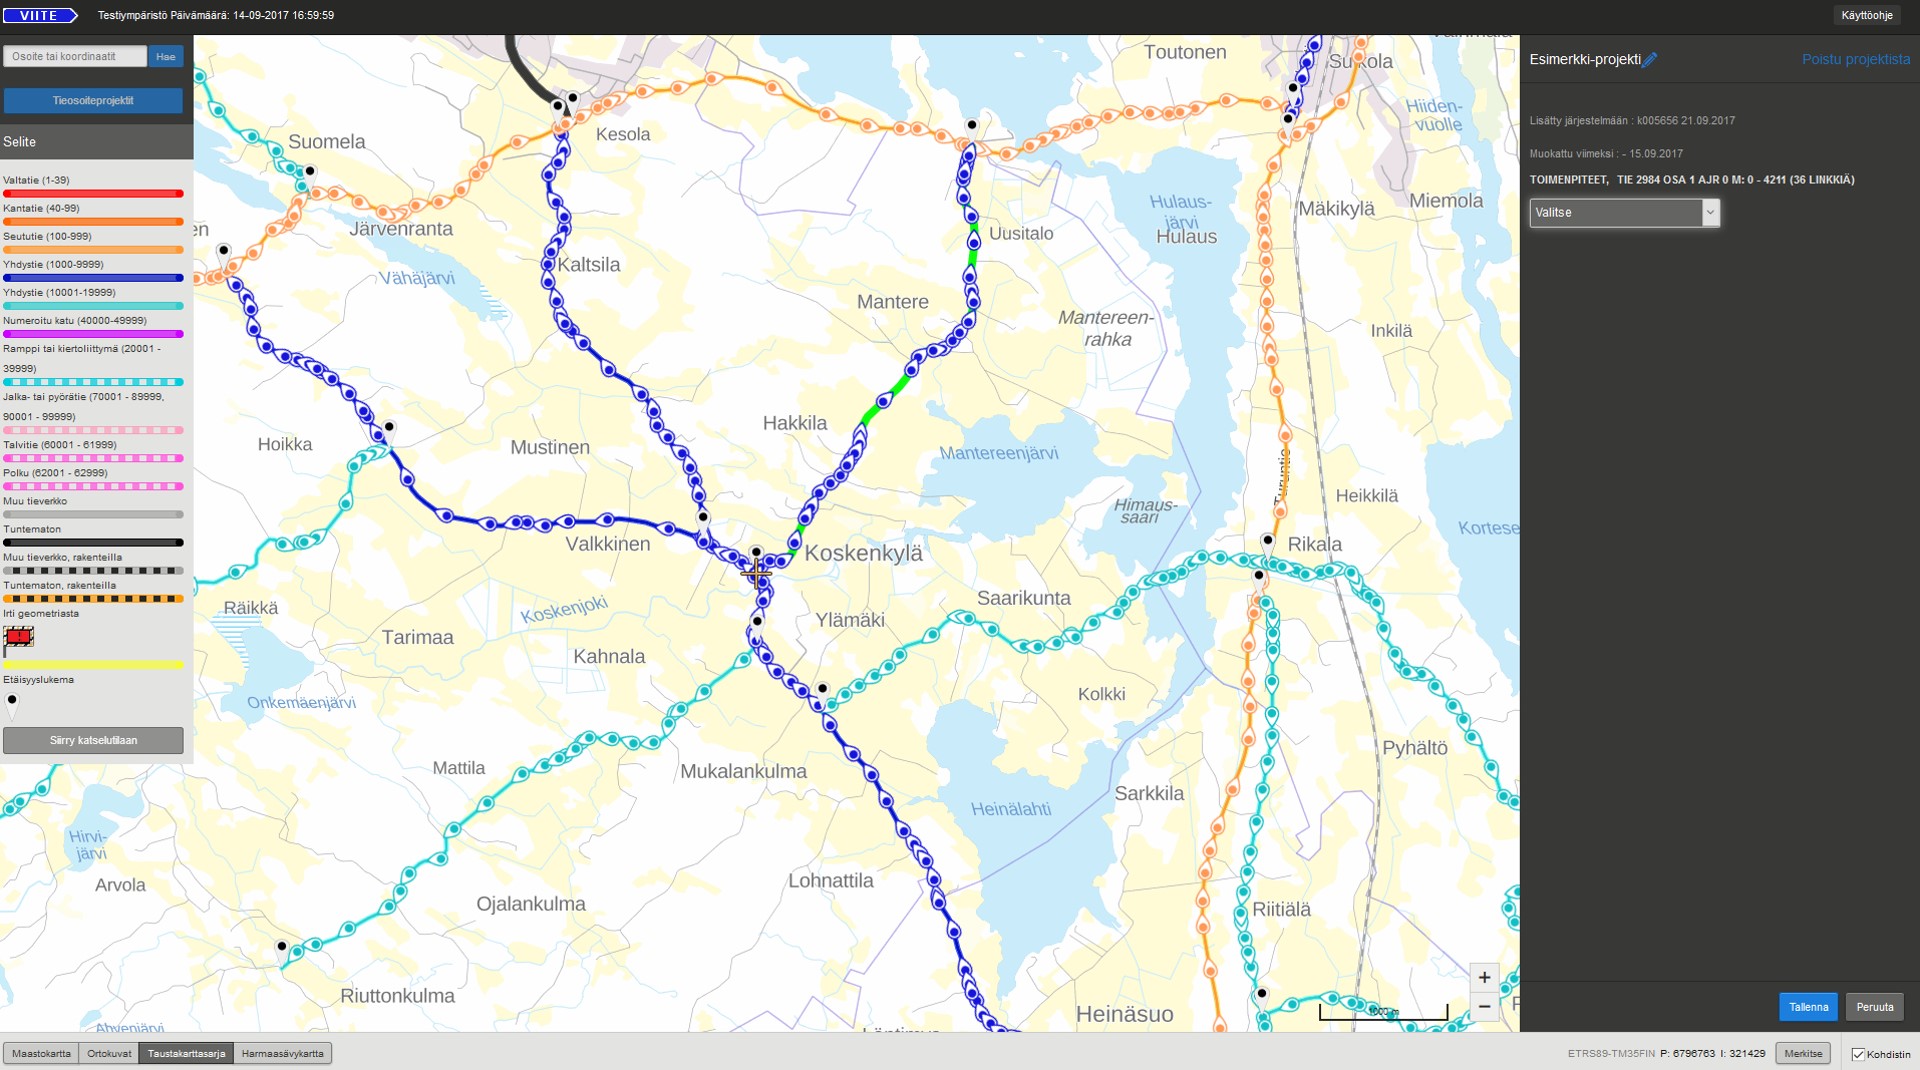 VIITE
Testiympäristö Päivämäärä: 14-09-2017 16:59:59
Käyttöohje
Osoite tai koordinaatit
Hae
Tieosoiteprojektit
Selite
Valtatie (1-39)
Kantatie (40-99)
Seututie (100-999)
Yhdystie (1000-9999)
Yhdystie (10001-19999)
Numeroitu katu (40000-49999)
Ramppi tai kiertoliittymä (20001 -
39999)
Jalka- tai pyörätie (70001 - 89999,
90001 - 99999)
Talvitie (60001 - 61999)
Polku (62001 - 62999)
Muu tieverkko
Tuntematon
Muu tieverkko, rakenteilla
Tuntematon, rakenteilla
Irti geometriasta
Etäisyyslukema
Siirry katselutilaan
Toutonen
Kesola
Suomela
Järvenranta
Vähäjärvi
Kaltsila
Uusitalo
Mantere
Mantereen-
rahka
Hiiden-
vuolle
Hulaus-
järvi
Hulaus
Mäkikylä
Miemola
Inkilä
Hoikka
Mustinen
Hakkila
Mantereenjärvi
Himaus-
saari
Turuntie
Heikkilä
Kortese
Valkkinen
Koskenkylä
Rikala
Räikkä
Koskenjoki
Tarimaa
Kahnala
Ylämäki
Saarikunta
Kolkki
Onkemäenjärvi
Mattila
Mukalankulma
Heinälahti
Sarkkila
Pyhältö
Hirvi-
järvi
Arvola
Ojalankulma
Lohnattila
Riitiälä
Riuttonkulma
Ahvenjärvi
Heinäsuo
1000 m
+
−
Esimerkki-projekti
Poistu projektista
Lisätty järjestelmään : k005656 21.09.2017
Muokattu viimeksi : - 15.09.2017
TOIMENPITEET, TIE 2984 OSA 1 AJR 0 M: 0 - 4211 (36 LINKKIÄ)
Valitse
Tallenna
Peruuta
Maastokartta
Ortokuvat
Taustakarttasarja
Harmaasävykartta
ETRS89-TM35FIN P: 6796763 I: 321429
Merkitse
Kohdistin